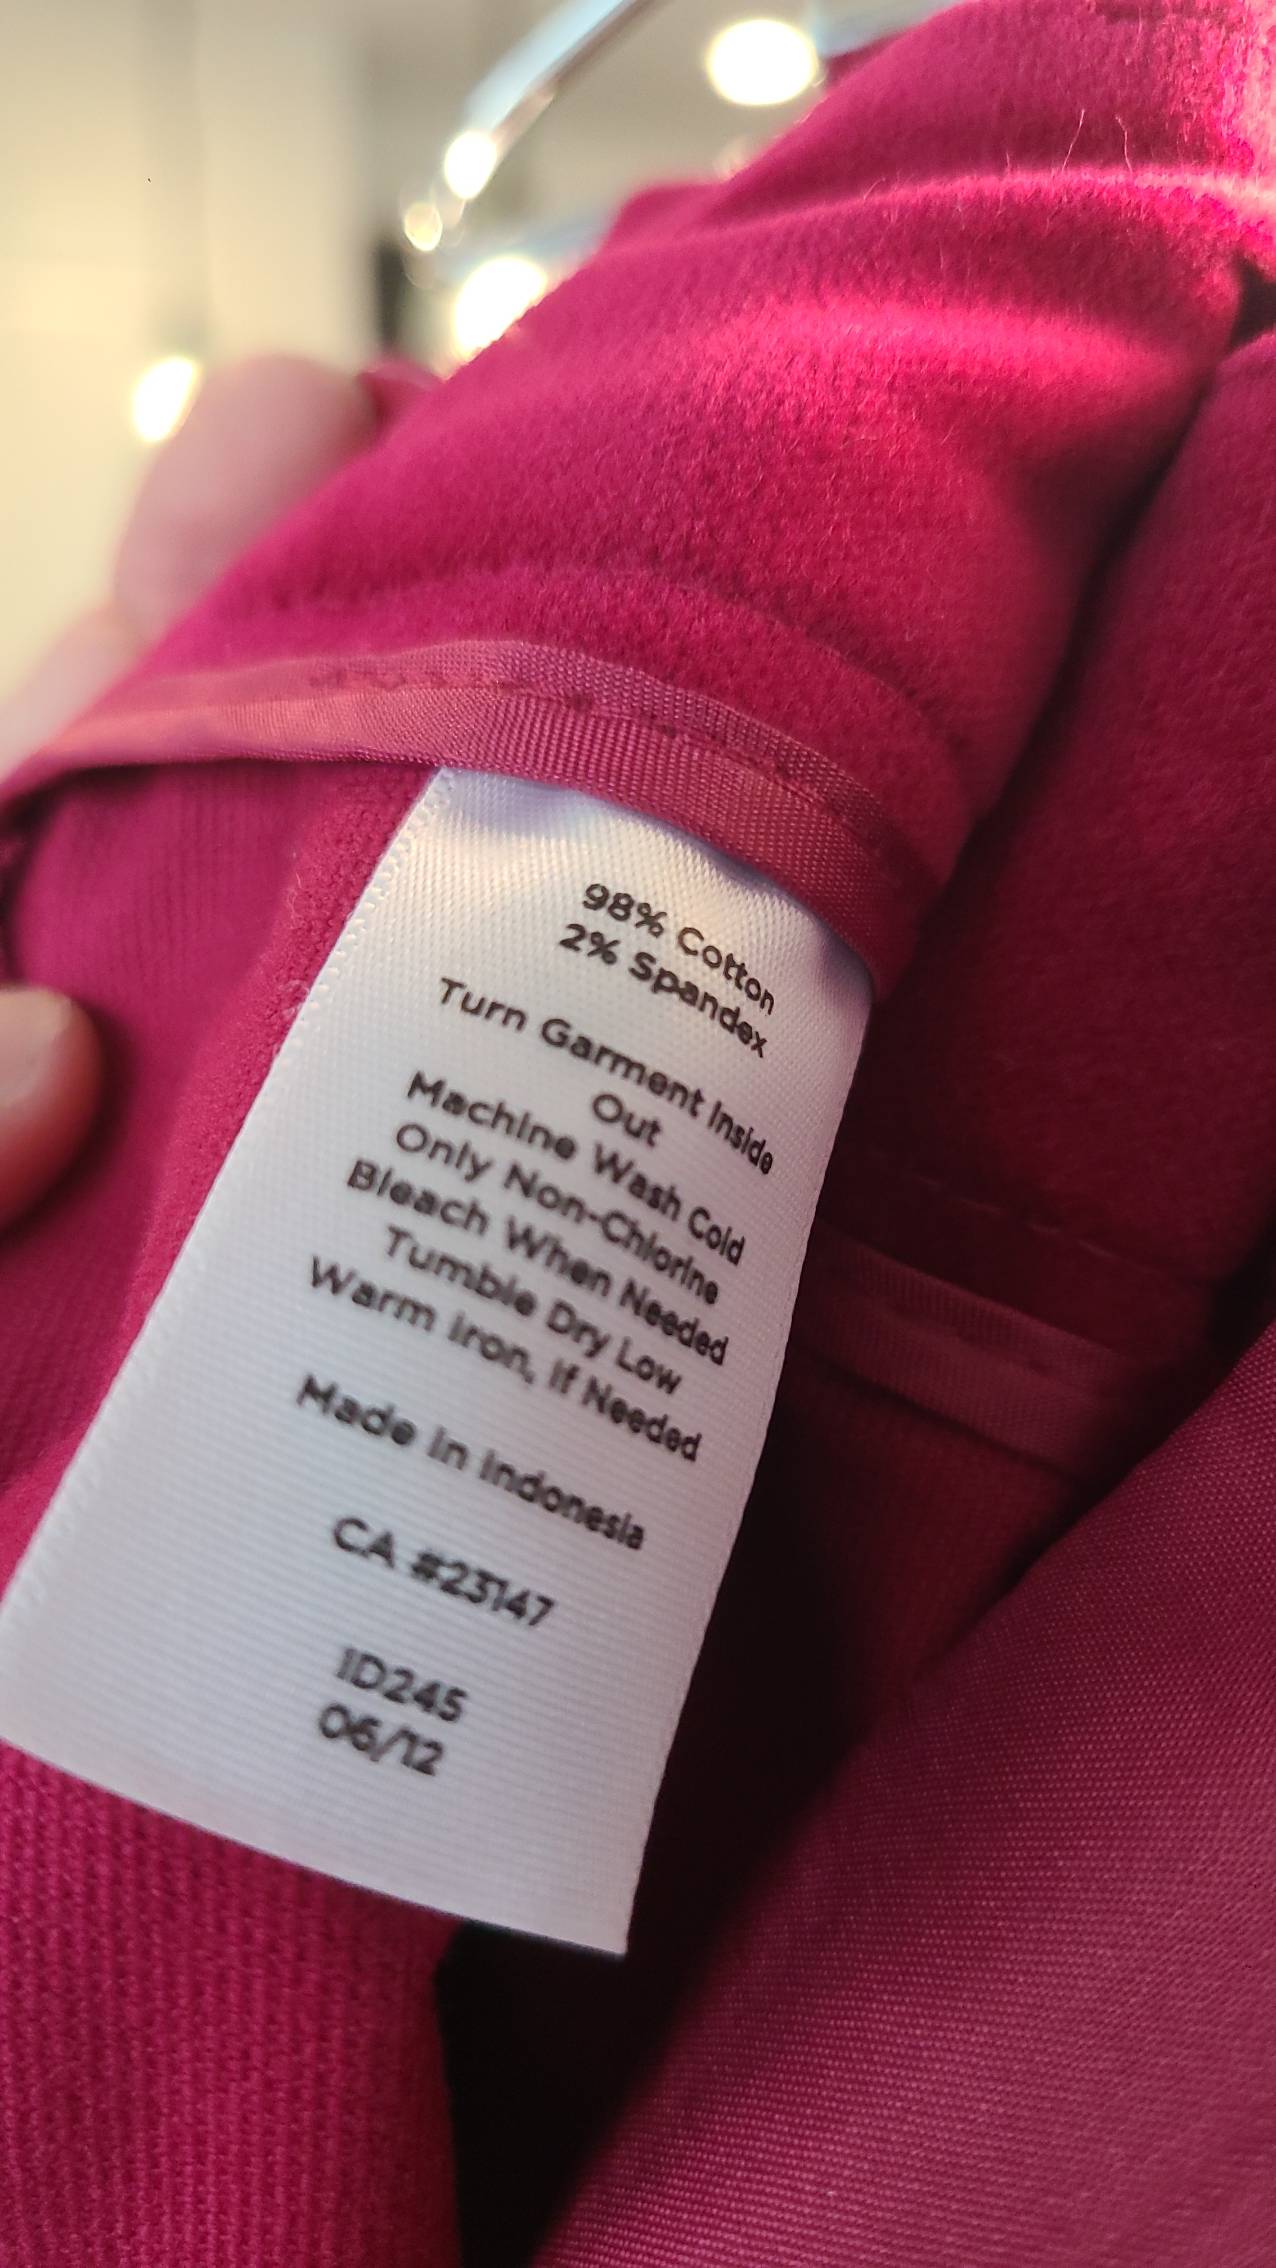 98% Cotton
2% Spandex
Turn Garment Inside
Out
Machine Wash Cold
Only Non-Chlorine
Bleach When Needed
Tumble Dry Low
Warm Iron, If Needed
Made in Indonesia
CA #23147
ID245
06/12